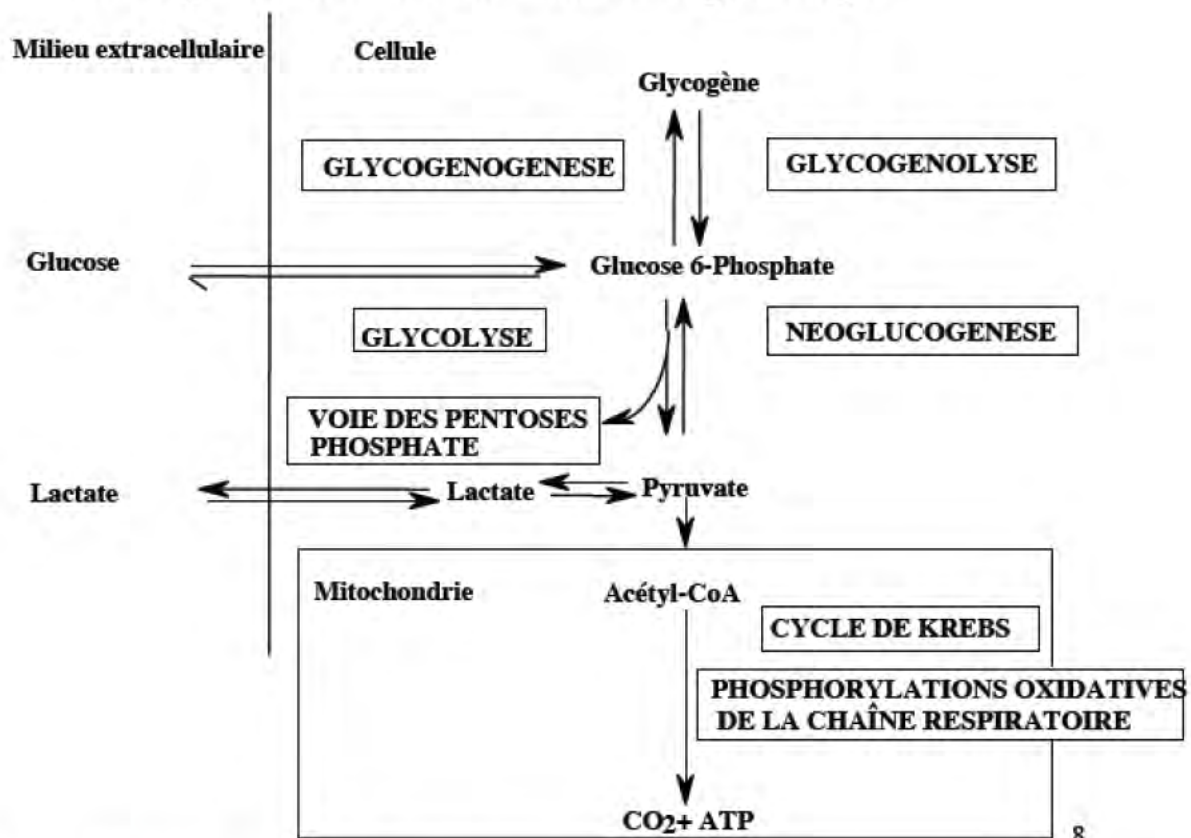 Milieu extracellulaire
Cellule
Glycogène
GLYCOGENOGENESE
GLYCOGENOLYSE
Glucose
Glucose 6-Phosphate
GLYCOLYSE
NEOGLUCOGENESE
VOIE DES PENTOSES
PHOSPHATE
Lactate
Lactate
Pyruvate
Mitochondrie
Acétyl-CoA
CYCLE DE KREBS
PHOSPHORYLATIONS OXIDATIVES
DE LA CHAÎNE RESPIRATOIRE
CO2+ ATP
8